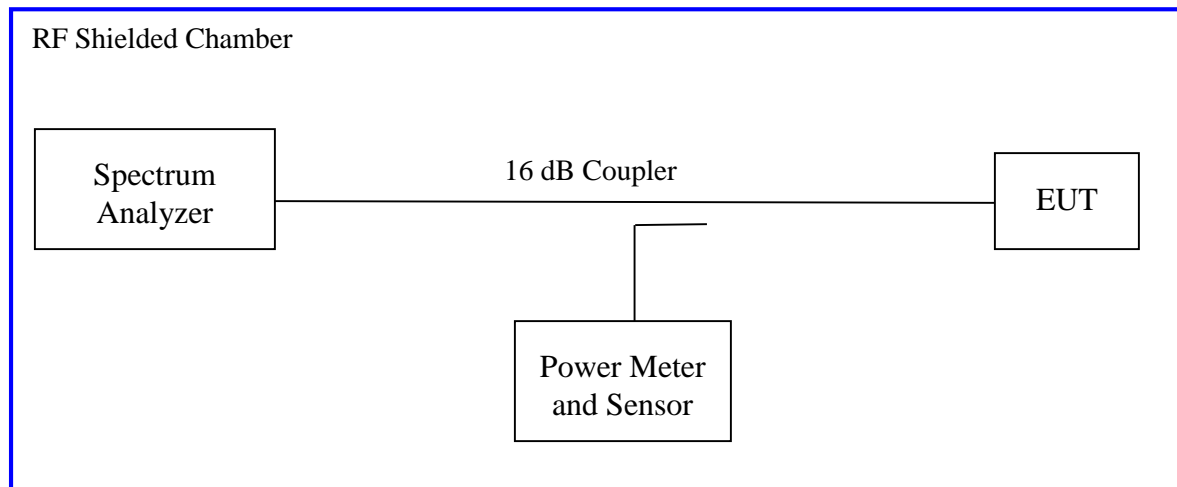 RF Shielded Chamber
Spectrum
Analyzer
16 dB Coupler
EUT
Power Meter
and Sensor